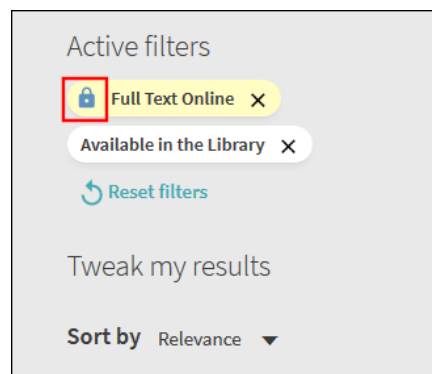 Active filters
Full Text Online
Available in the Library
Reset filters
Tweak my results
Sort by Relevance